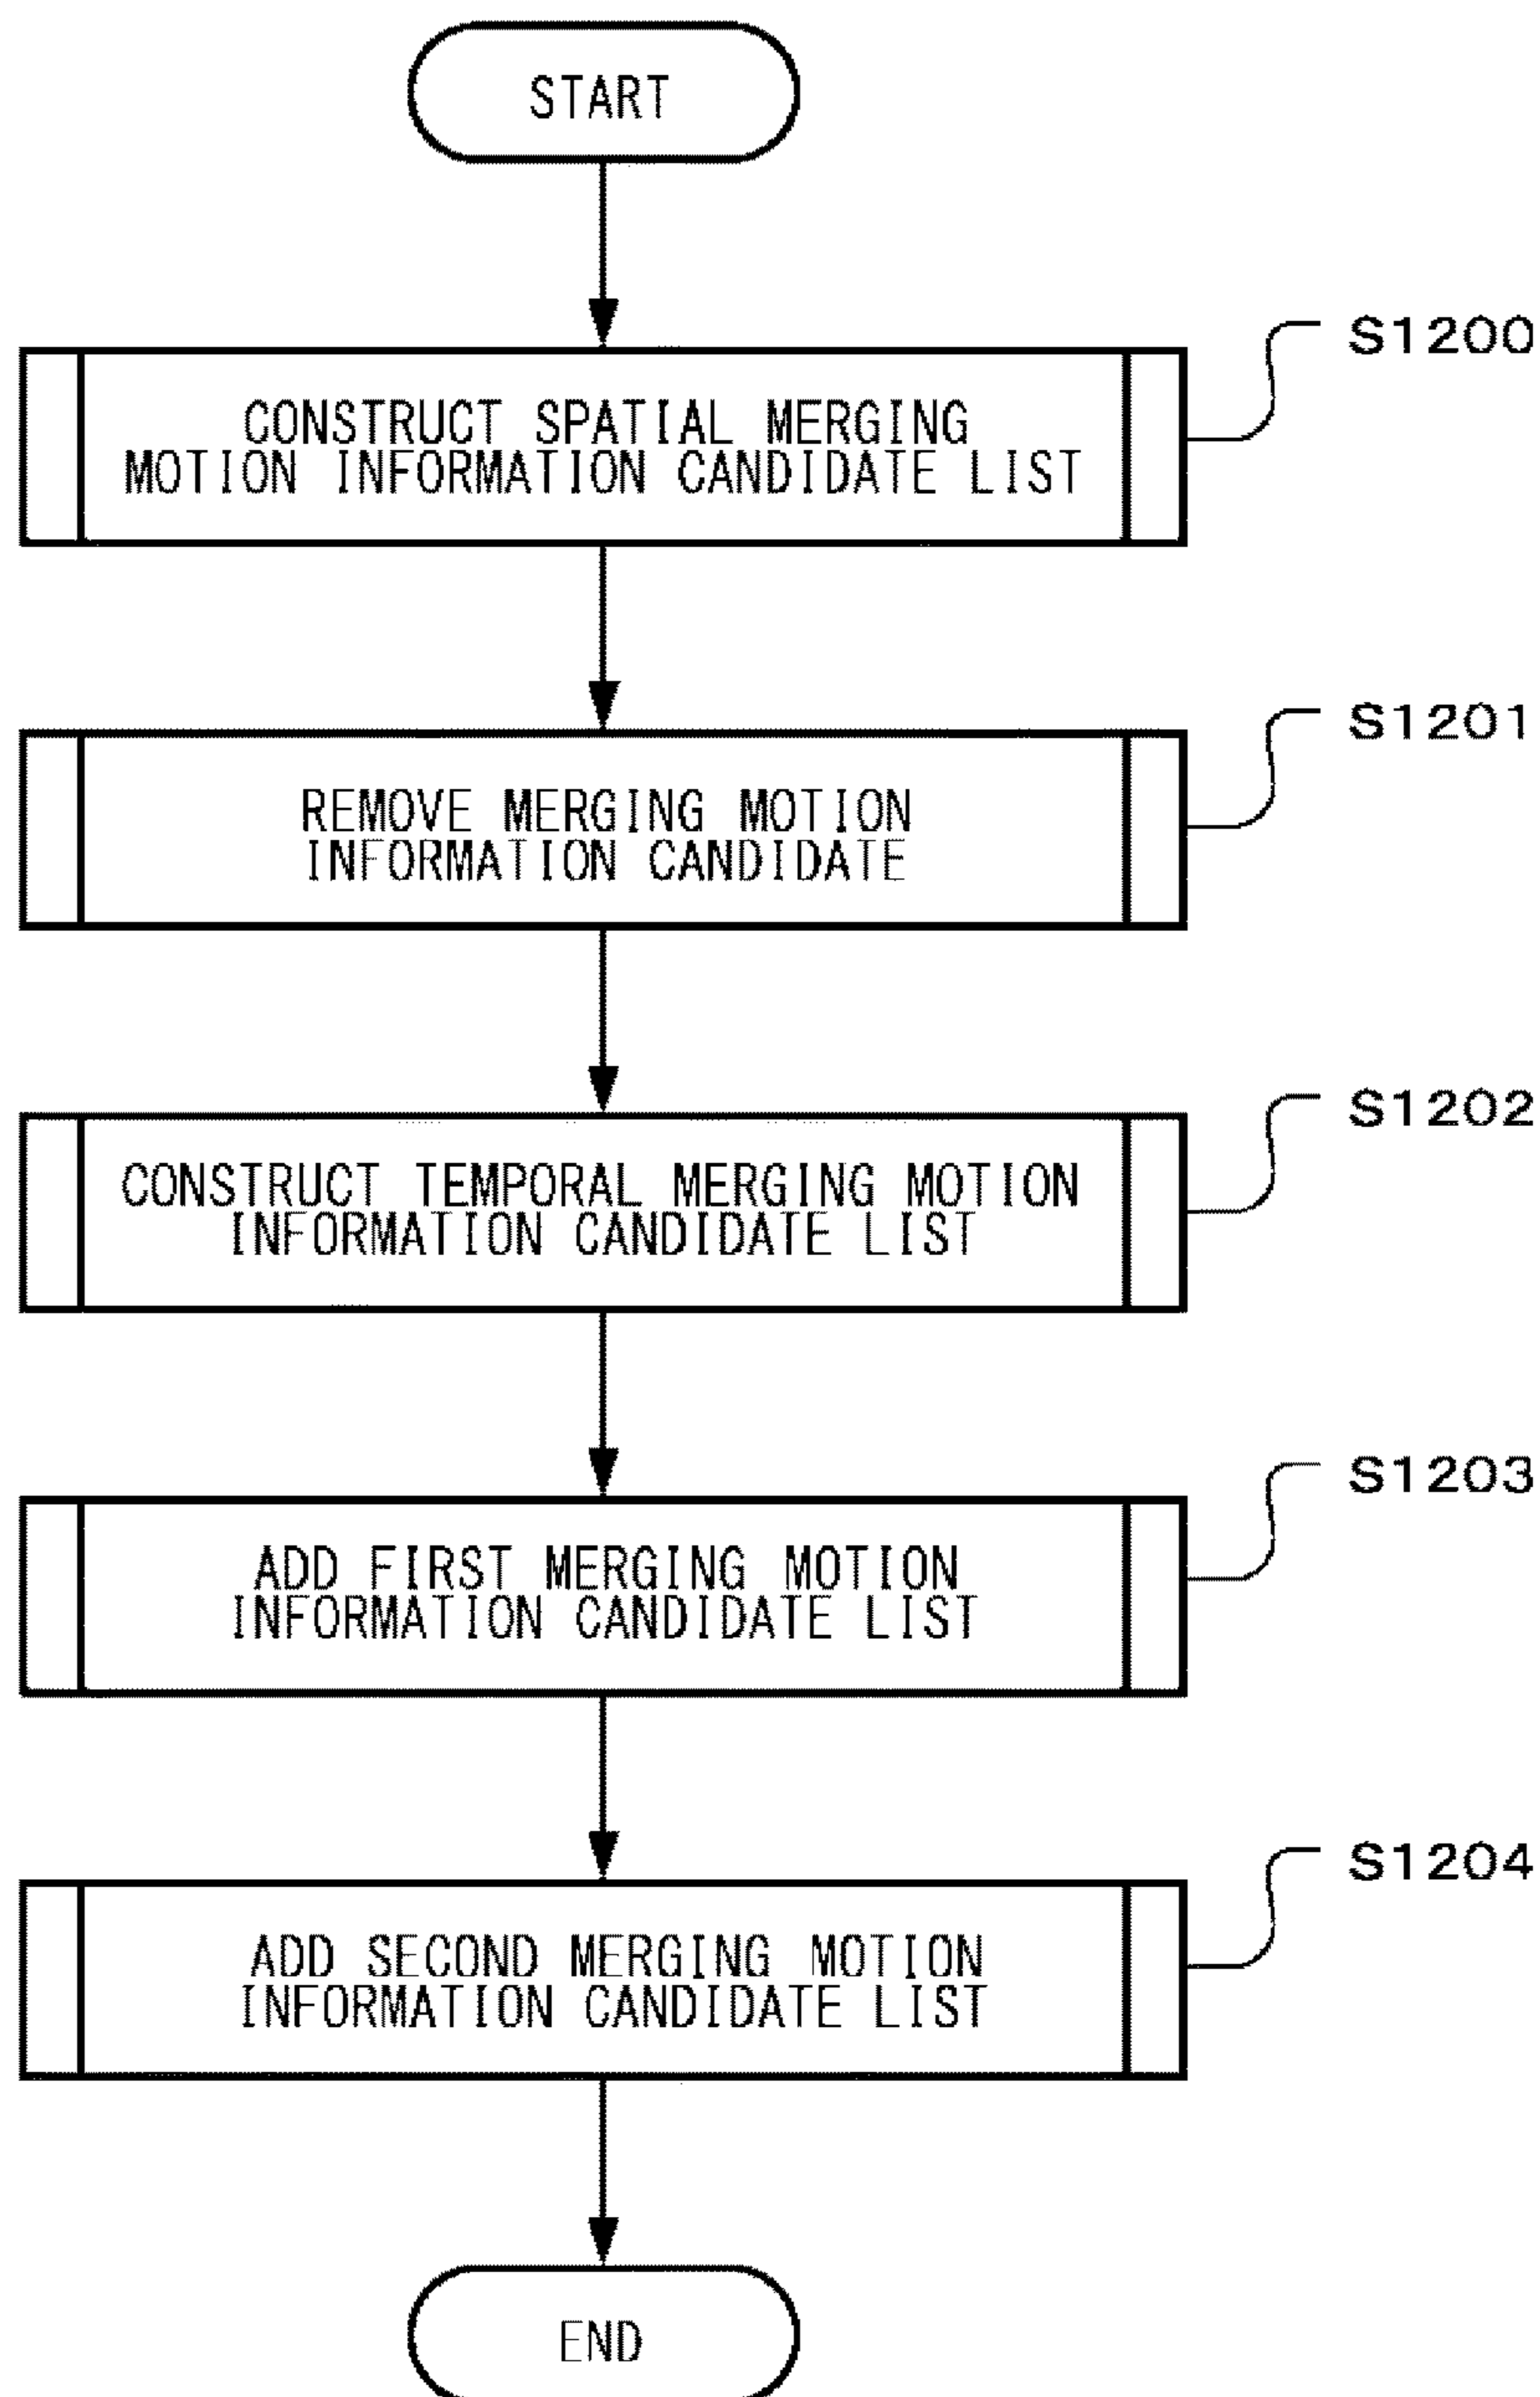 START
S1200
CONSTRUCT SPATIAL MERGING
MOTION INFORMATION CANDIDATE LIST
S1201
REMOVE MERGING MOTION
INFORMATION CANDIDATE
S1202
CONSTRUCT TEMPORAL MERGING MOTION
INFORMATION CANDIDATE LIST
S1203
ADD FIRST MERGING MOTION
INFORMATION CANDIDATE LIST
S1204
ADD SECOND MERGING MOTION
INFORMATION CANDIDATE LIST
END